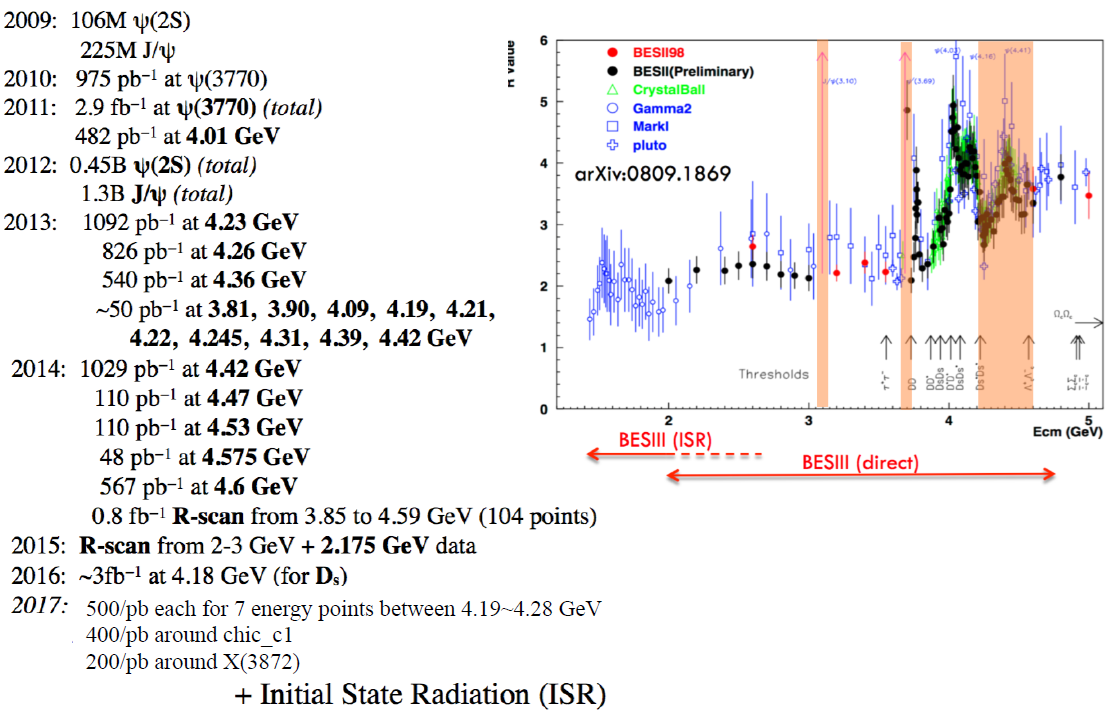 2009: 106M ψ(2S)
225M J/ψ
2010: 975 pb⁻¹ at ψ(3770)
2011: 2.9 fb⁻¹ at ψ(3770) (total)
482 pb⁻¹ at 4.01 GeV
2012: 0.45B ψ(2S) (total)
1.3B J/ψ (total)
2013: 1092 pb⁻¹ at 4.23 GeV
826 pb⁻¹ at 4.26 GeV
540 pb⁻¹ at 4.36 GeV
~50 pb⁻¹ at 3.81, 3.90, 4.09, 4.19, 4.21,
4.22, 4.245, 4.31, 4.39, 4.42 GeV
2014: 1029 pb⁻¹ at 4.42 GeV
110 pb⁻¹ at 4.47 GeV
110 pb⁻¹ at 4.53 GeV
48 pb⁻¹ at 4.575 GeV
567 pb⁻¹ at 4.6 GeV
0.8 fb⁻¹ R-scan from 3.85 to 4.59 GeV (104 points)
2015: R-scan from 2-3 GeV + 2.175 GeV data
2016: ~3fb⁻¹ at 4.18 GeV (for Dₛ)
2017: 500/pb each for 7 energy points between 4.19~4.28 GeV
400/pb around chic_c1
200/pb around X(3872)
+ Initial State Radiation (ISR)
R Value
6
5
4
3
2
1
0
BESII98
BESII(Preliminary)
CrystalBall
Gamma2
MarkI
pluto
arXiv:0809.1869
J/ψ(3.10)
ψ(4.16)
ψ(4.41)
Thresholds
τ⁺τ⁻
2
3
4
5
Ecm (GeV)
BESIII (ISR)
BESIII (direct)